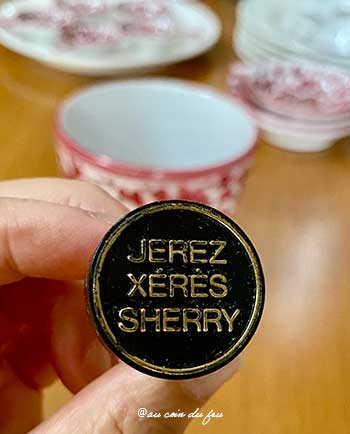 JEREZ
XÉRÈS
SHERRY
@au coin du feu